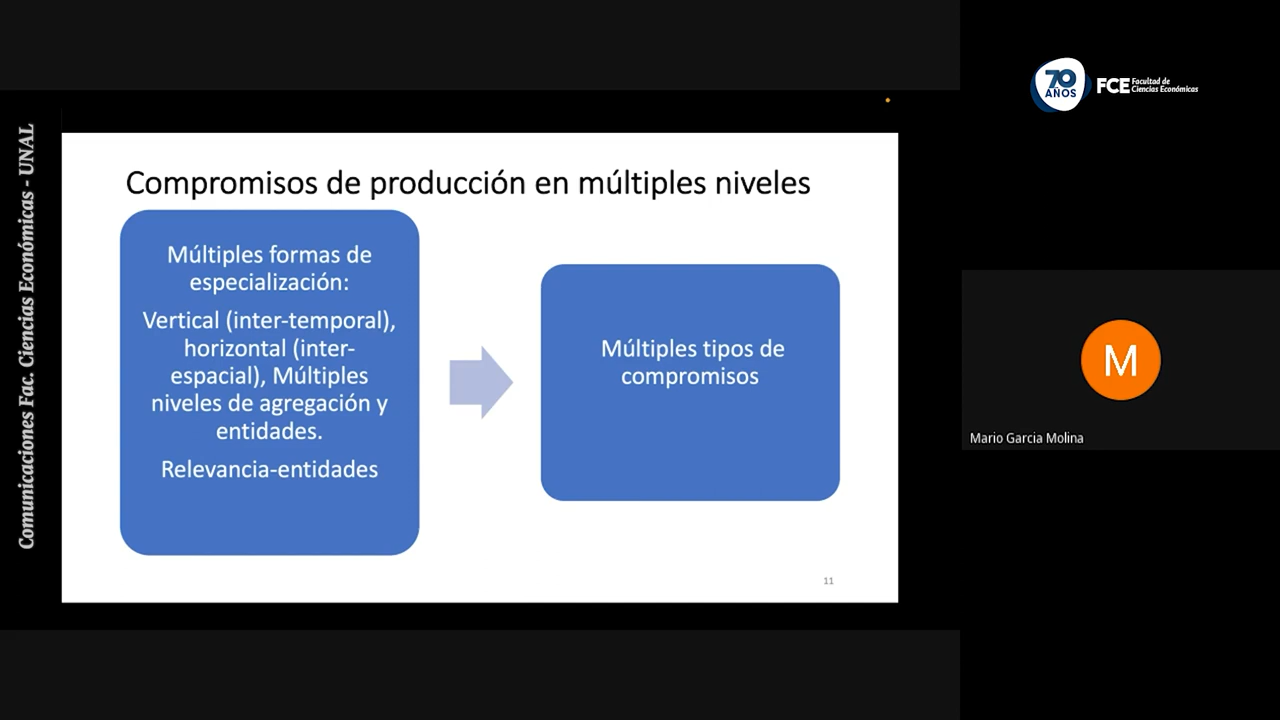 Comunicaciones Fac. Ciencias Económicas - UNAL
Compromisos de producción en múltiples niveles
Múltiples formas de
especialización:
Vertical (inter-temporal),
horizontal (inter-
espacial), Múltiples
niveles de agregación y
entidades.
Relevancia-entidades
Múltiples tipos de
compromisos
11
70
AÑOS
FCE
Facultad de
Ciencias Económicas
M
Mario Garcia Molina